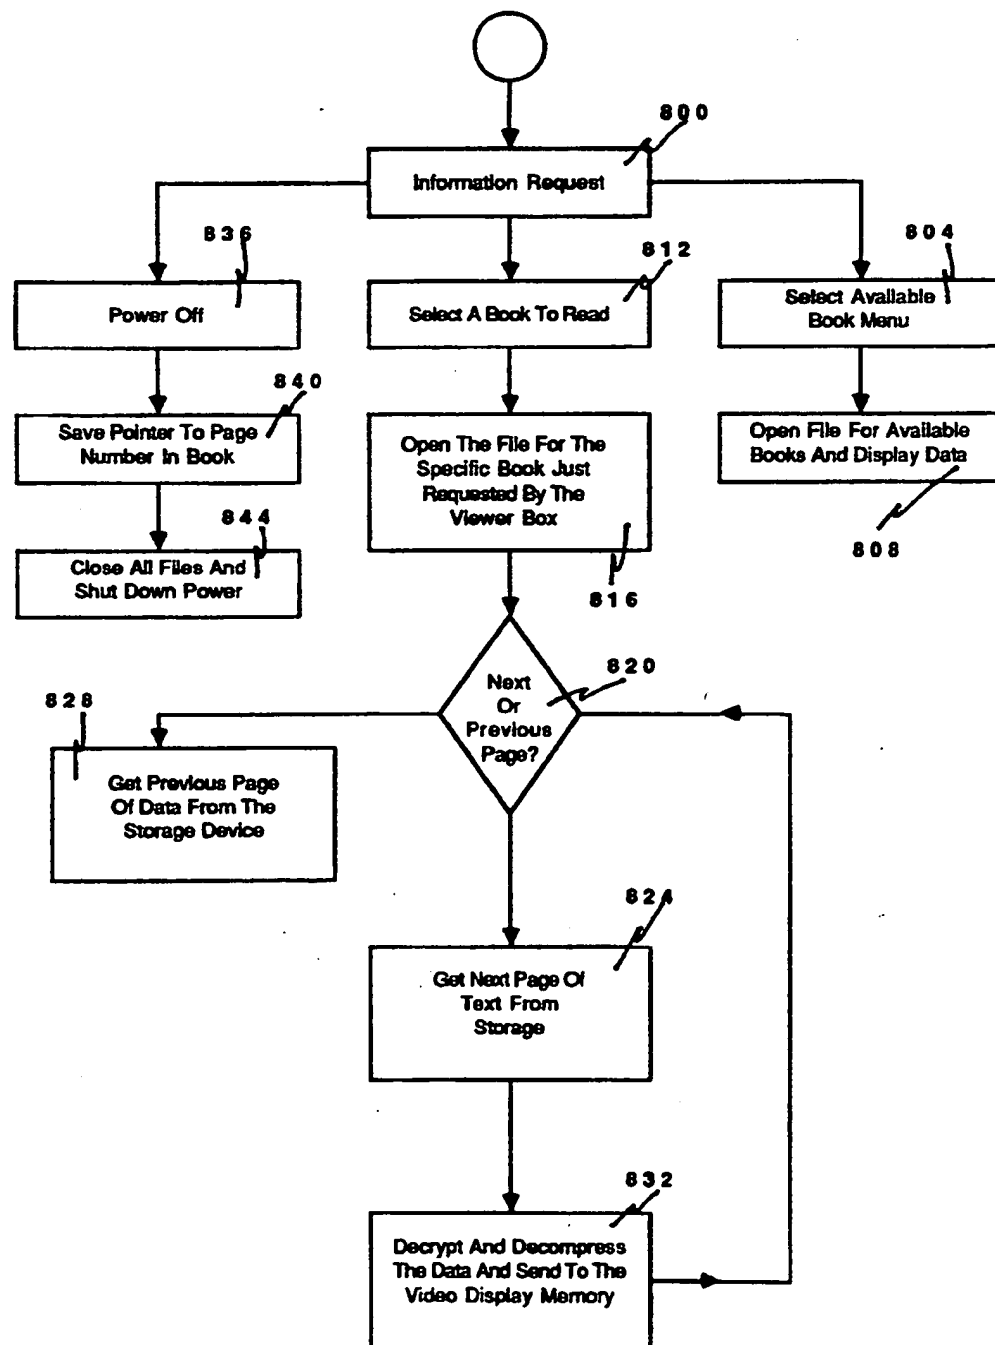 800
Information Request
836
812
804
Power Off
Select A Book To Read
Select Available
Book Menu
840
Save Pointer To Page
Number In Book
Open The File For The
Specific Book Just
Requested By The
Viewer Box
Open File For Available
Books And Display Data
844
808
Close All Files And
Shut Down Power
816
820
Next
Or
Previous
Page?
828
Get Previous Page
Of Data From The
Storage Device
824
Get Next Page Of
Text From
Storage
832
Decrypt And Decompress
The Data And Send To The
Video Display Memory